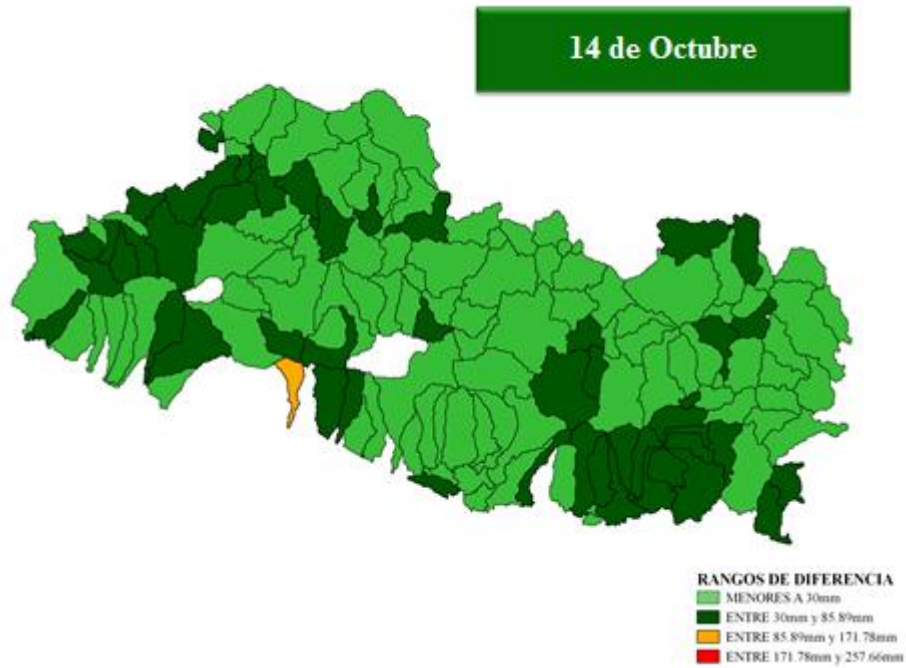 14 de Octubre
RANGOS DE DIFERENCIA
MENORES A 30mm
ENTRE 30mm y 85.89mm
ENTRE 85.89mm y 171.78mm
ENTRE 171.78mm y 257.66mm